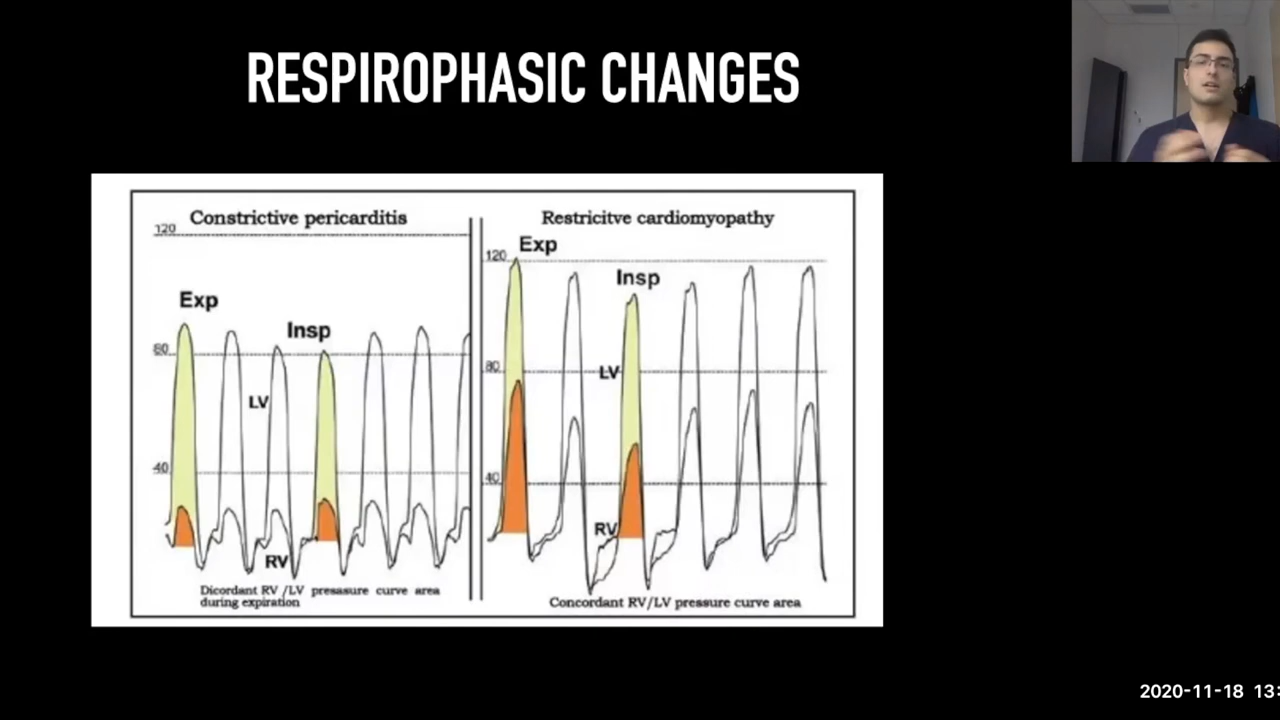 RESPIROPHASIC CHANGES
Constrictive pericarditis
120
Exp
Insp
80
LV
40
RV
Dicordant RV /LV presasure curve area
during expiration
Restricitve cardiomyopathy
Exp
120
Insp
80
LV
40
RV
Concordant RV/LV pressure curve area
2020-11-18 13: